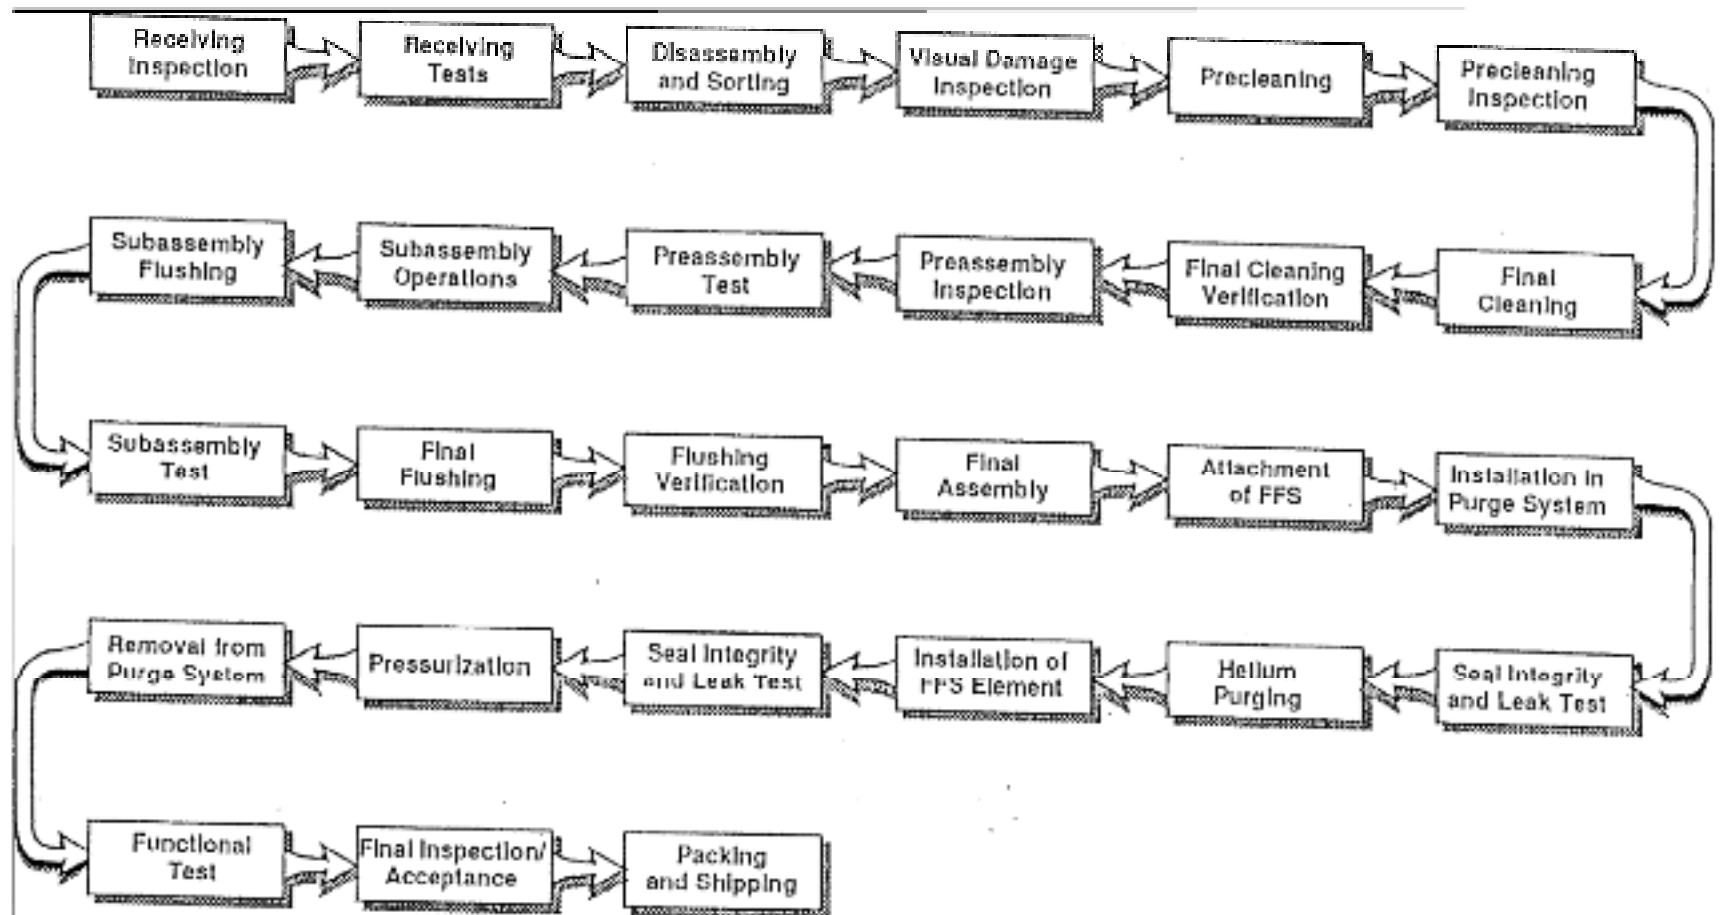 Receiving
Inspection
Receiving
Tests
Disassembly
and Sorting
Visual Damage
Inspection
Precleaning
Precleaning
Inspection
Final
Cleaning
Final Cleaning
Verification
Preassembly
Inspection
Preassembly
Test
Subassembly
Operations
Subassembly
Flushing
Subassembly
Test
Final
Flushing
Flushing
Verification
Final
Assembly
Attachment
of FFS
Installation in
Purge System
Seal Integrity
and Leak Test
Helium
Purging
Installation of
FFS Element
Seal Integrity
and Leak Test
Pressurization
Removal from
Purge System
Functional
Test
Final Inspection/
Acceptance
Packing
and Shipping